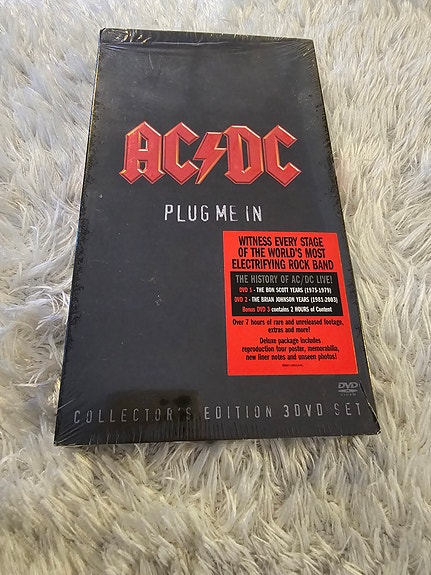 AC⚡DC
PLUG ME IN
WITNESS EVERY STAGE
OF THE WORLD'S MOST
ELECTRIFYING ROCK BAND
THE HISTORY OF AC/DC LIVE!
DVD 1 - THE BON SCOTT YEARS (1975-1979)
DVD 2 - THE BRIAN JOHNSON YEARS (1981-2003)
Bonus DVD 3 contains 2 HOURS of Content
Over 7 hours of rare and unreleased footage,
extras and more!
Deluxe package includes
reproduction tour poster, memorabilia,
new liner notes and unseen photos!
DVD
VIDEO
COLLECTOR'S EDITION 3DVD SET